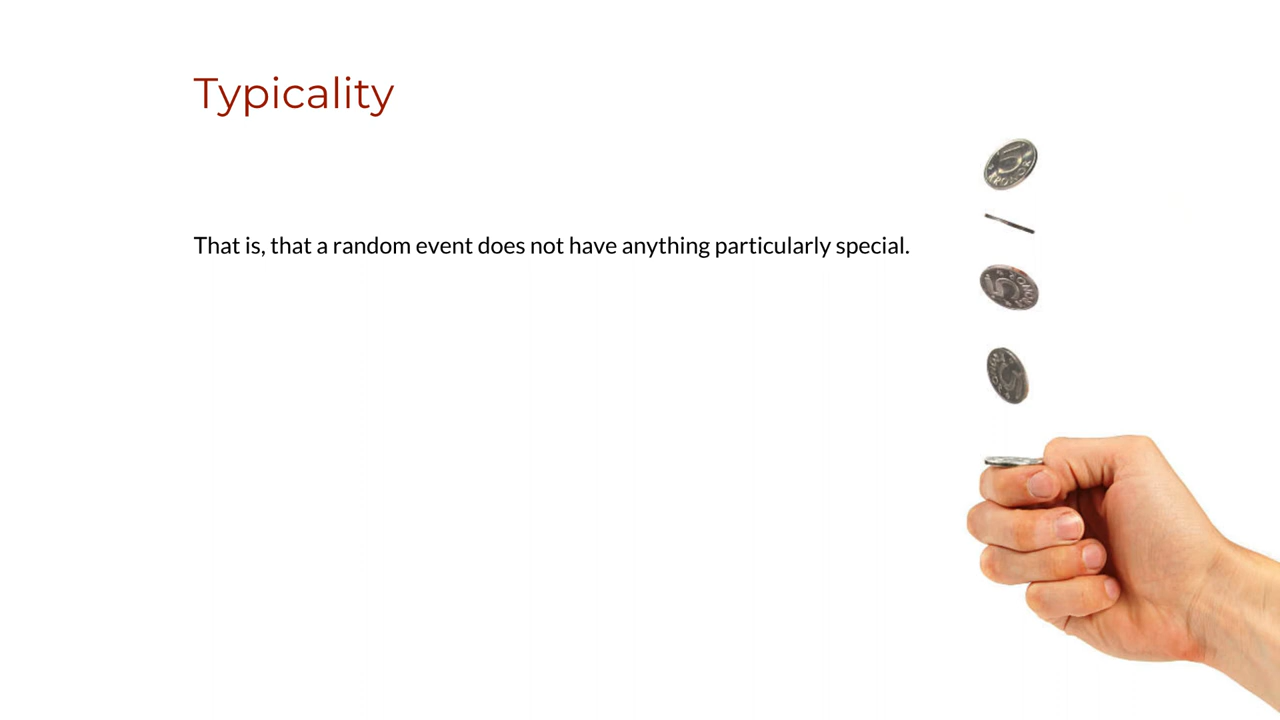 Typicality
That is, that a random event does not have anything particularly special.